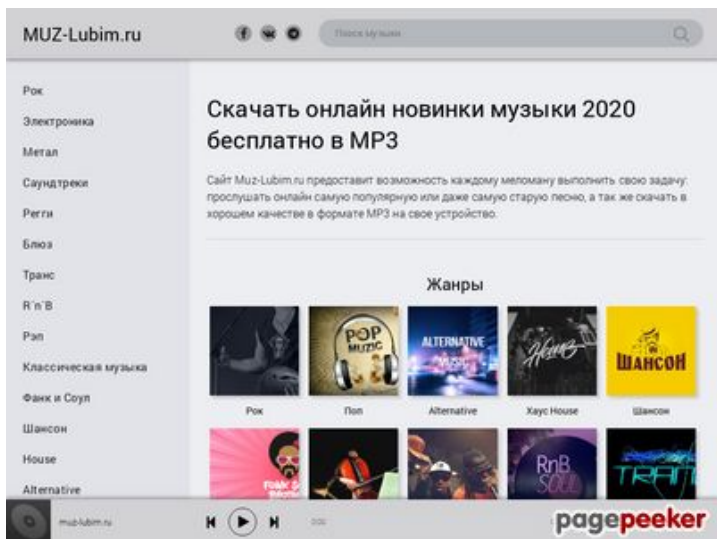 MUZ-Lubim.ru
Поиск музыки
Рок
Электроника
Метал
Саундтреки
Регги
Блюз
Транс
R`n`B
Рэп
Классическая музыка
Фанк и Соул
Шансон
House
Alternative
Скачать онлайн новинки музыки 2020
бесплатно в MP3
Сайт Muz-Lubim.ru предоставит возможность каждому меломану выполнить свою задачу:
прослушать онлайн самую популярную или даже самую старую песню, а так же скачать в
хорошем качестве в формате MP3 на свое устройство.
Жанры
POP
MUZIC
ALTERNATIVE
MUSIC
House
ШАНСОН
Рок
Поп
Alternative
Хаус House
Шансон
RnB
SOUL
muz-lubim.ru
0:00
pagepeeker